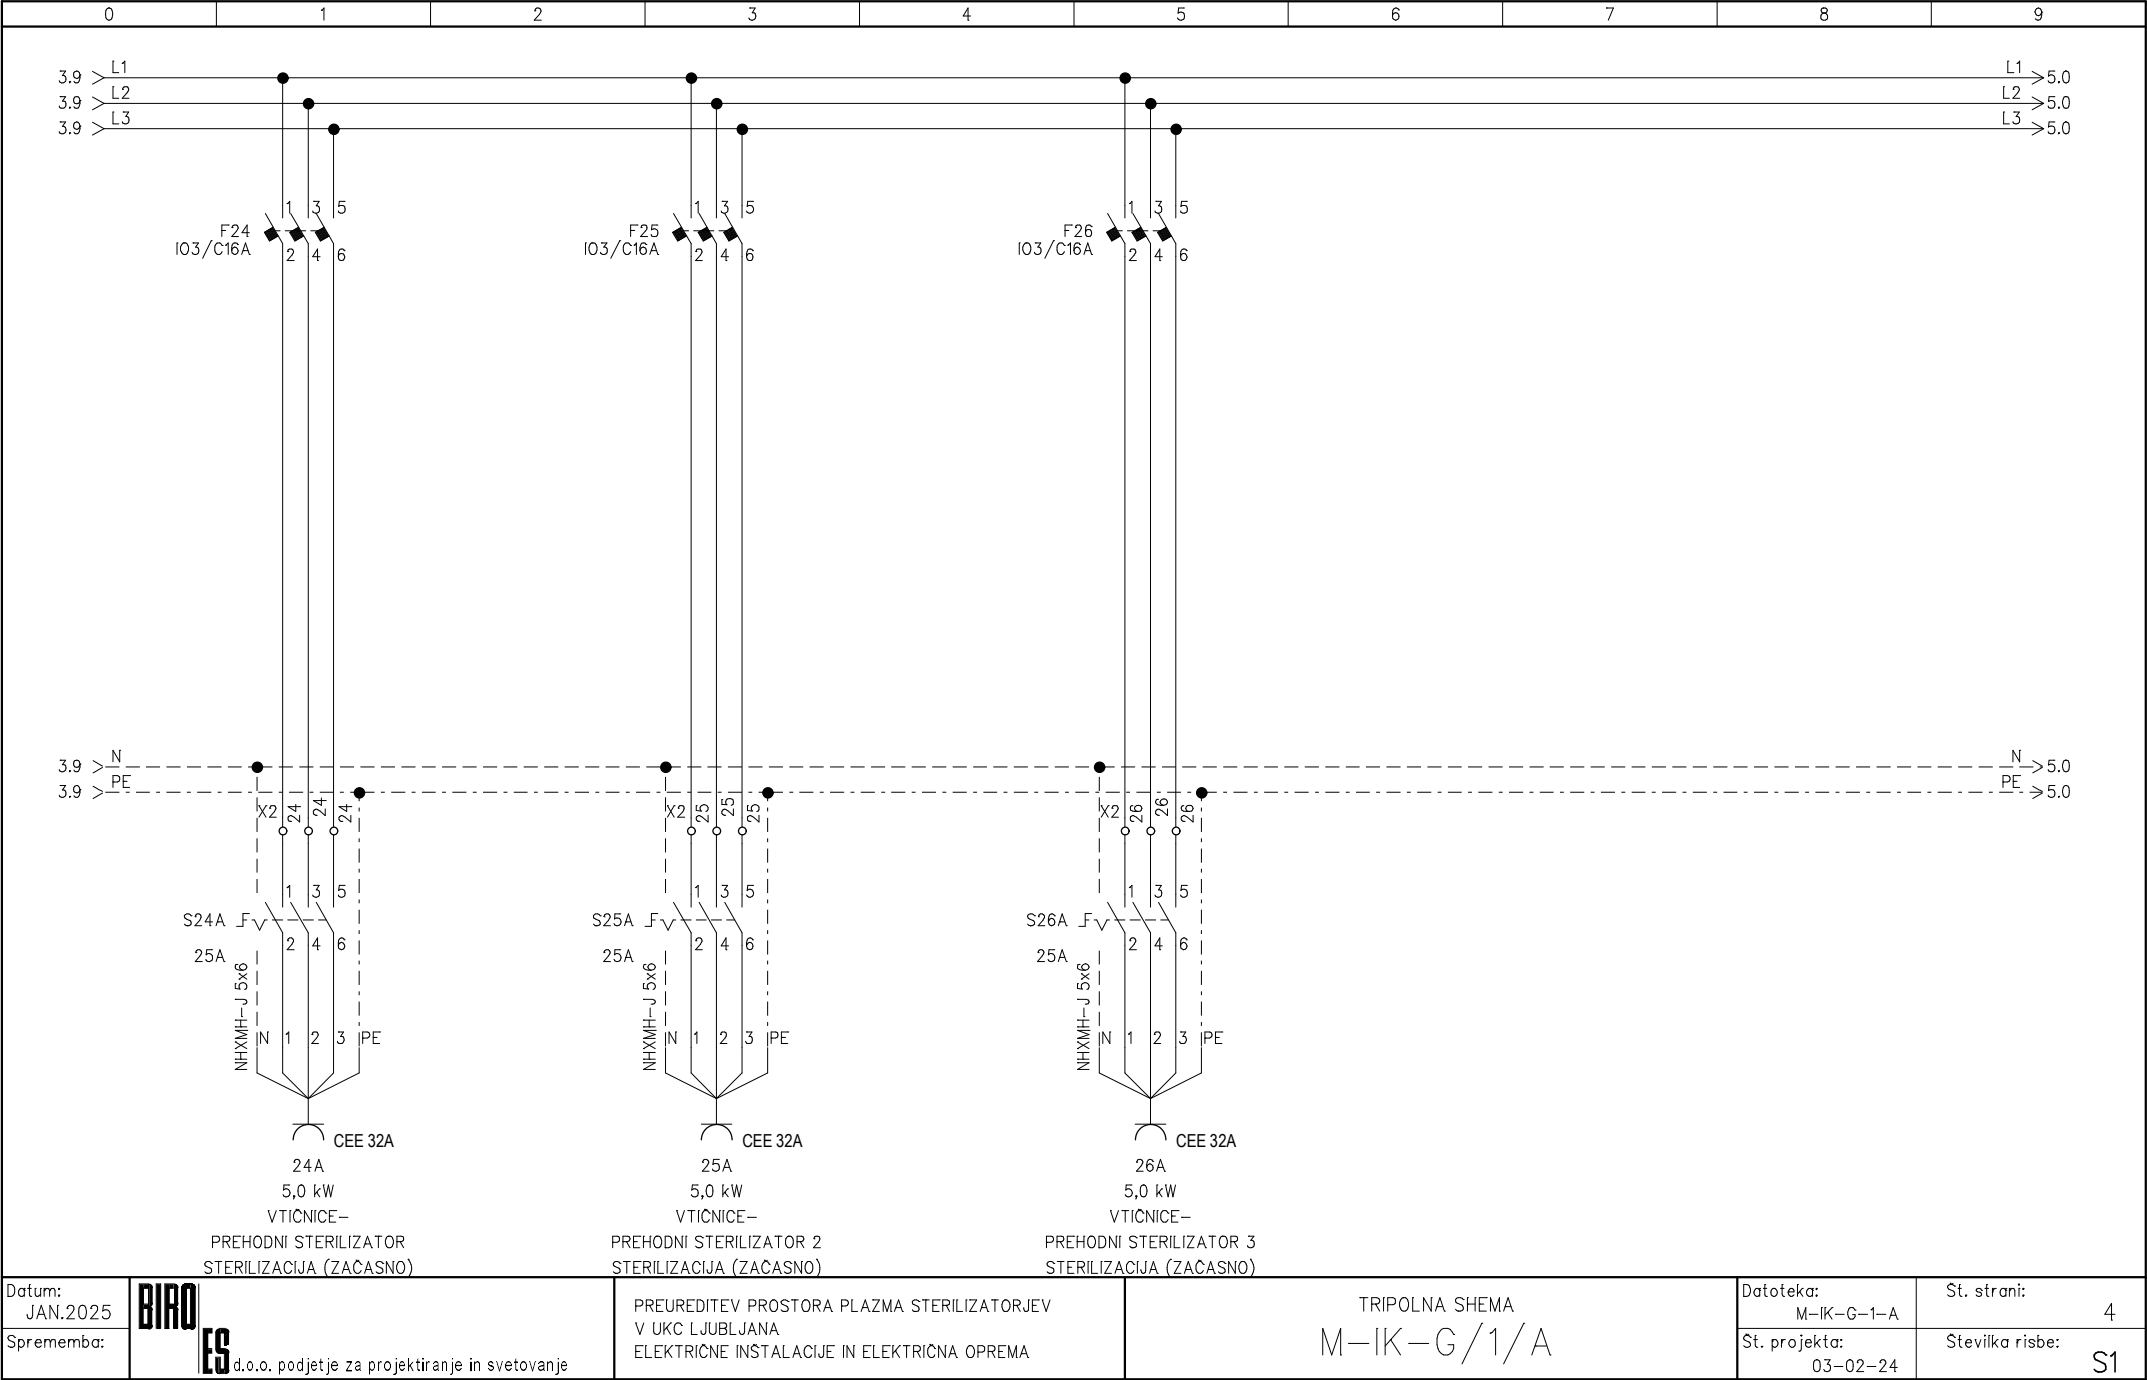 0 1 2 3 4 5 6 7 8 9
3.9 L1 L1 5.0
3.9 L2 L2 5.0
3.9 L3 L3 5.0
1 3 5 1 3 5 1 3 5
F24 F25 F26
I03/C16A I03/C16A I03/C16A
2 4 6 2 4 6 2 4 6
3.9 N N 5.0
3.9 PE PE 5.0
X2 24 24 24 X2 25 25 25 X2 26 26 26
1 3 5 1 3 5 1 3 5
S24A S25A S26A
2 4 6 2 4 6 2 4 6
25A 25A 25A
NHXMH-J 5x6 NHXMH-J 5x6 NHXMH-J 5x6
N 1 2 3 PE N 1 2 3 PE N 1 2 3 PE
CEE 32A CEE 32A CEE 32A
24A 25A 26A
5,0 kW 5,0 kW 5,0 kW
VTIČNICE- VTIČNICE- VTIČNICE-
PREHODNI STERILIZATOR PREHODNI STERILIZATOR 2 PREHODNI STERILIZATOR 3
STERILIZACIJA (ZAČASNO) STERILIZACIJA (ZAČASNO) STERILIZACIJA (ZAČASNO)
Datum:
JAN.2025
Sprememba:
BIRO
ES d.o.o. podjetje za projektiranje in svetovanje
PREUREDITEV PROSTORA PLAZMA STERILIZATORJEV
V UKC LJUBLJANA
ELEKTRIČNE INŠTALACIJE IN ELEKTRIČNA OPREMA
TRIPOLNA SHEMA
M-IK-G/1/A
Datoteka:
M-IK-G-1-A
Št. projekta:
03-02-24
Št. strani:
4
Številka risbe:
S1